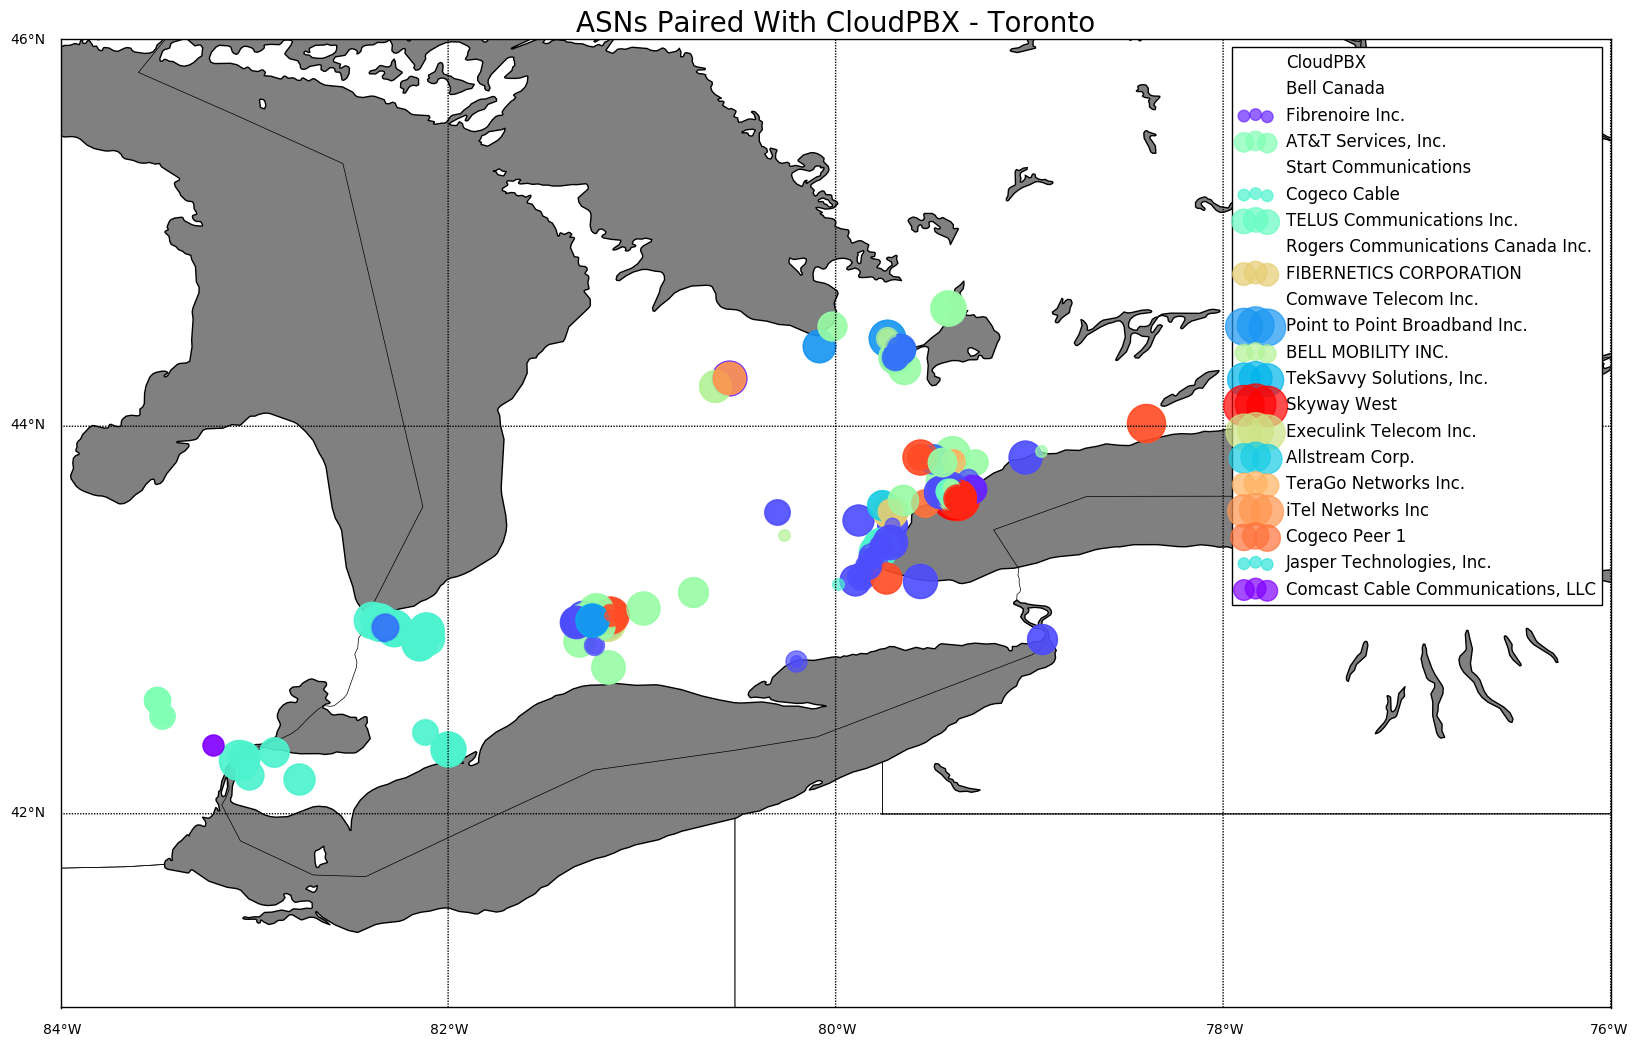 ASNs Paired With CloudPBX - Toronto
46°N
44°N
42°N
84°W
82°W
80°W
78°W
76°W
CloudPBX
Bell Canada
Fibrenoire Inc.
AT&T Services, Inc.
Start Communications
Cogeco Cable
TELUS Communications Inc.
Rogers Communications Canada Inc.
FIBERNETICS CORPORATION
Comwave Telecom Inc.
Point to Point Broadband Inc.
BELL MOBILITY INC.
TekSavvy Solutions, Inc.
Skyway West
Execulink Telecom Inc.
Allstream Corp.
TeraGo Networks Inc.
iTel Networks Inc
Cogeco Peer 1
Jasper Technologies, Inc.
Comcast Cable Communications, LLC